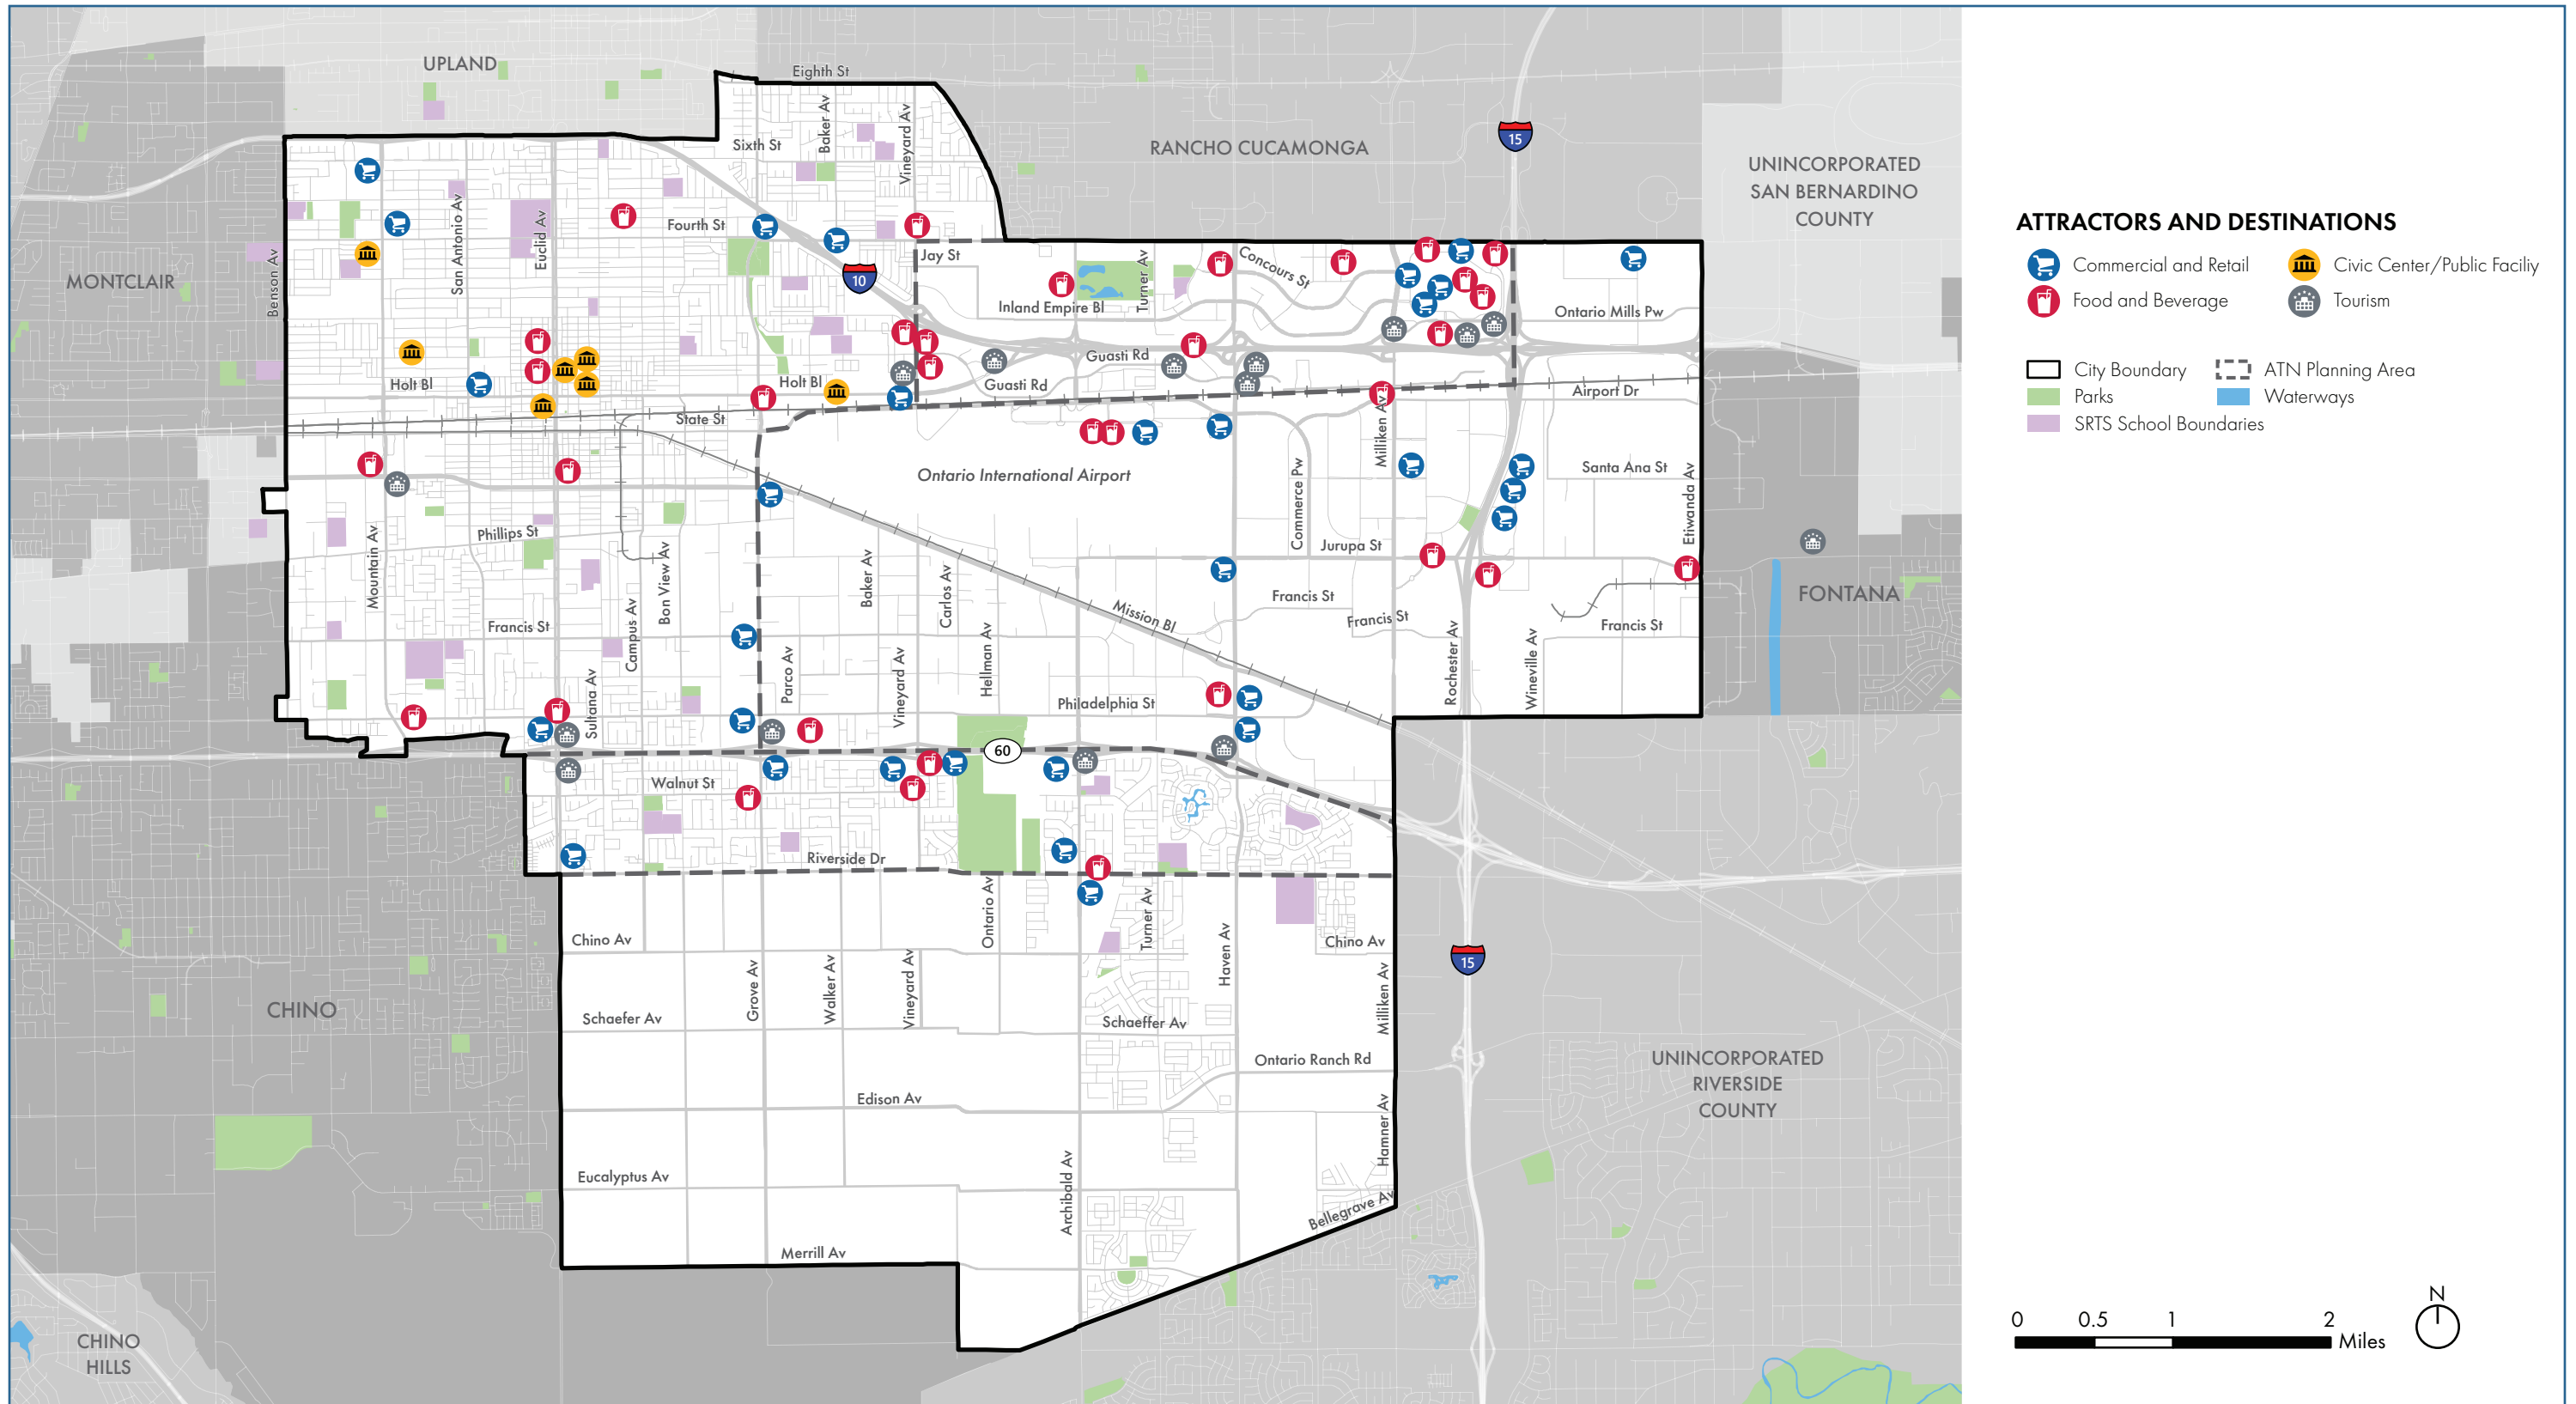 UPLAND
Eighth St
Baker Av
Vineyard Av
Sixth St
RANCHO CUCAMONGA
15
UNINCORPORATED
SAN BERNARDINO
COUNTY
MONTCLAIR
Benson Av
San Antonio Av
Euclid Av
Fourth St
10
Jay St
Turner Av
Concours St
Inland Empire Bl
Ontario Mills Pw
Guasti Rd
Guasti Rd
Holt Bl
Holt Bl
Airport Dr
State St
Milliken Av
Ontario International Airport
Commerce Pw
Santa Ana St
Etiwanda Av
Mountain Av
Phillips St
Bon View Av
Baker Av
Carlos Av
Jurupa St
FONTANA
Francis St
Campus Av
Mission Bl
Francis St
Francis St
Francis St
Hellman Av
Rochester Av
Wineville Av
Sultana Av
Parco Av
Vineyard Av
Philadelphia St
60
Walnut St
Riverside Dr
Ontario Av
Turner Av
Haven Av
Chino Av
Chino Av
15
CHINO
Grove Av
Walker Av
Vineyard Av
Milliken Av
Schaefer Av
Schaeffer Av
Ontario Ranch Rd
UNINCORPORATED
RIVERSIDE
COUNTY
Edison Av
Hamner Av
Eucalyptus Av
Archibald Av
Bellegrave Av
Merrill Av
CHINO
HILLS
ATTRACTORS AND DESTINATIONS
Commercial and Retail
Civic Center/Public Faciliy
Food and Beverage
Tourism
City Boundary
ATN Planning Area
Parks
Waterways
SRTS School Boundaries
N
0 0.5 1 2
Miles